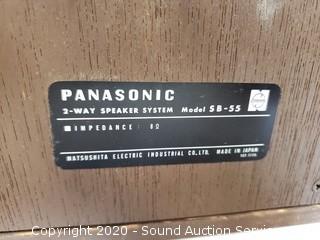 PANASONIC
2-WAY SPEAKER SYSTEM Model SB-55
IMPEDANCE: 8Ω
MATSUSHITA ELECTRIC INDUSTRIAL CO., LTD. MADE IN JAPAN
Copyright © 2020 - Sound Auction Service